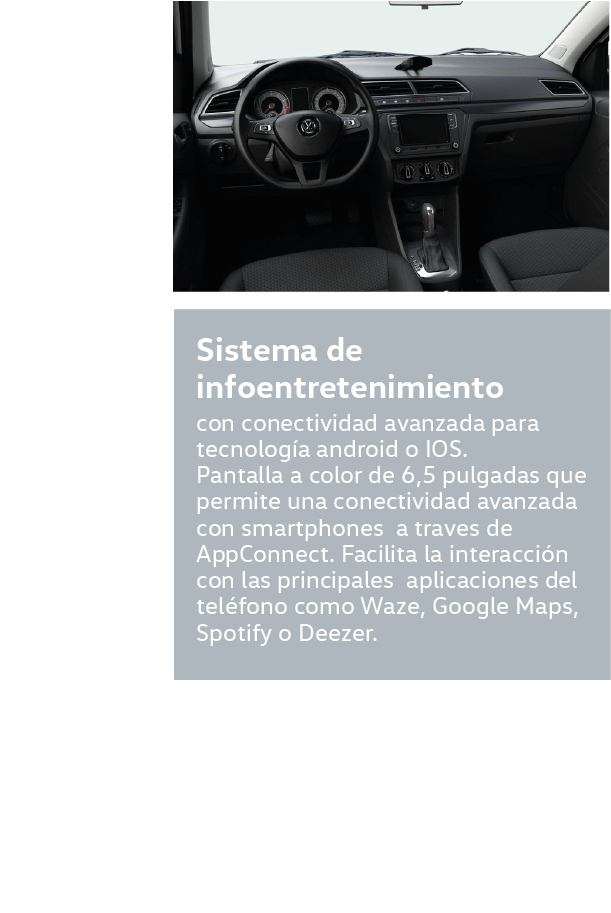 Sistema de
infoentretenimiento
con conectividad avanzada para
tecnología android o IOS.
Pantalla a color de 6,5 pulgadas que
permite una conectividad avanzada
con smartphones  a traves de
AppConnect. Facilita la interacción
con las principales  aplicaciones del
teléfono como Waze, Google Maps,
Spotify o Deezer.